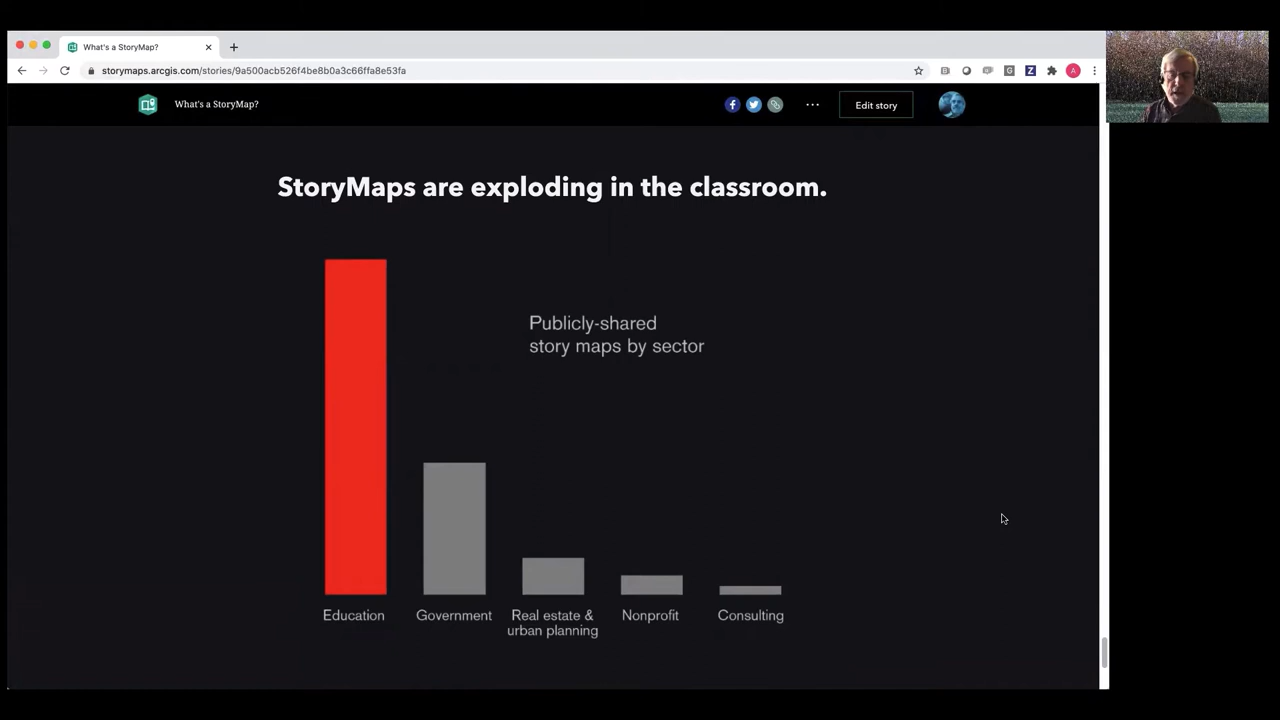 What's a StoryMap?
storymaps.arcgis.com/stories/9a500acb526f4be8b0a3c66ffa8e53fa
What's a StoryMap?
Edit story
StoryMaps are exploding in the classroom.
Publicly-shared
story maps by sector
Education
Government
Real estate &
urban planning
Nonprofit
Consulting